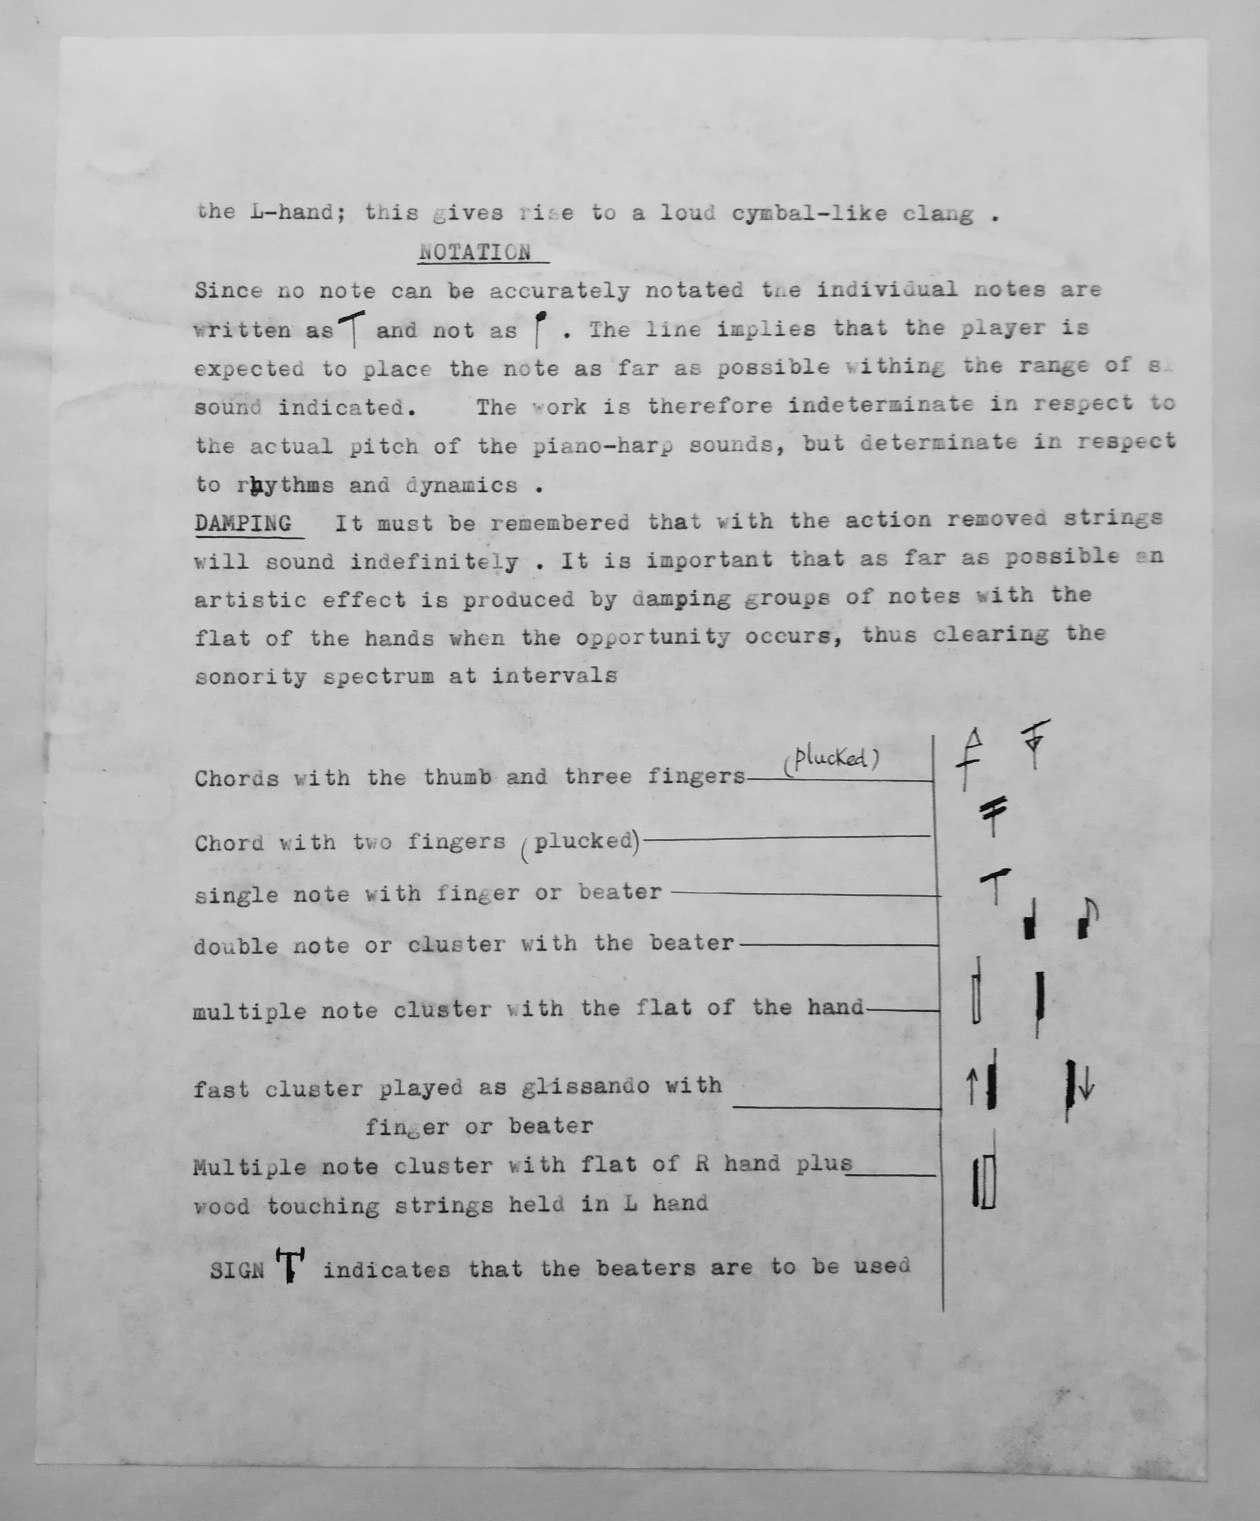 the L-hand; this gives rise to a loud cymbal-like clang .
NOTATION
Since no note can be accurately notated the individual notes are
written as and not as . The line implies that the player is
expected to place the note as far as possible withing the range of s
sound indicated. The work is therefore indeterminate in respect to
the actual pitch of the piano-harp sounds, but determinate in respect
to rhythms and dynamics .
DAMPING It must be remembered that with the action removed strings
will sound indefinitely . It is important that as far as possible an
artistic effect is produced by damping groups of notes with the
flat of the hands when the opportunity occurs, thus clearing the
sonority spectrum at intervals
Chords with the thumb and three fingers (plucked)
Chord with two fingers (plucked)
single note with finger or beater
double note or cluster with the beater
multiple note cluster with the flat of the hand
fast cluster played as glissando with
finger or beater
Multiple note cluster with flat of R hand plus
wood touching strings held in L hand
SIGN indicates that the beaters are to be used